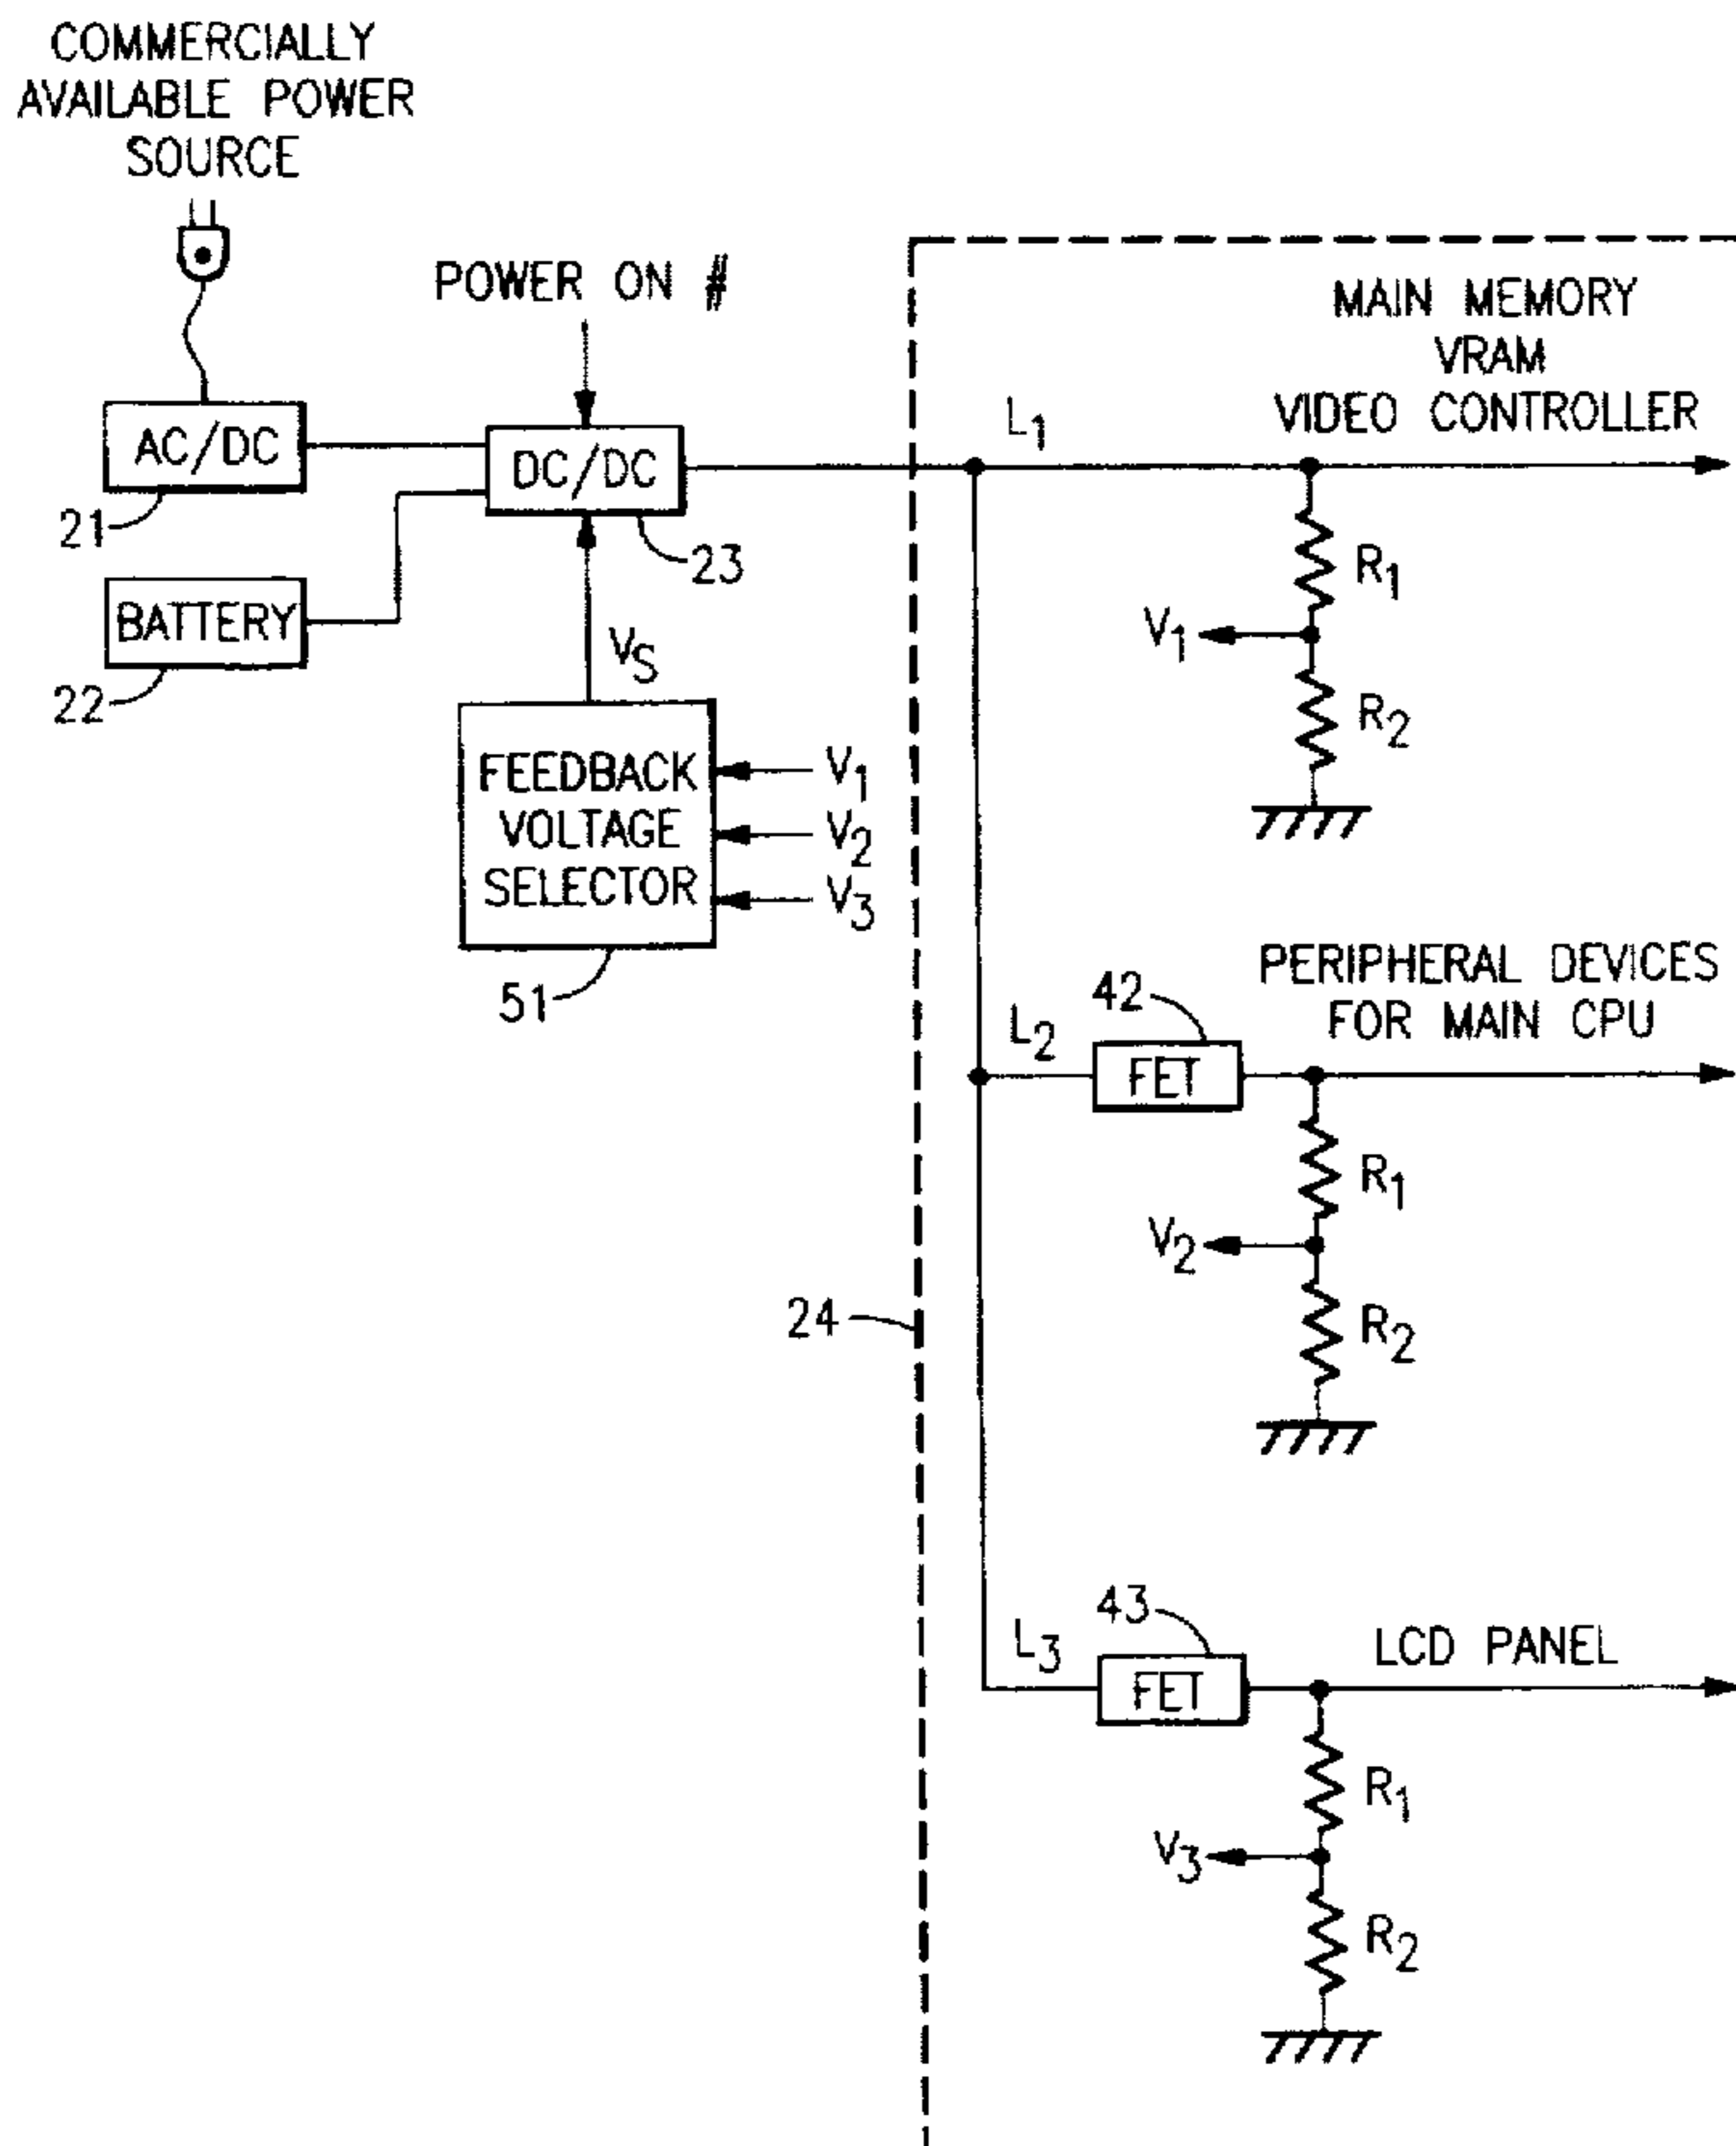 COMMERCIALLY
AVAILABLE POWER
SOURCE
POWER ON #
AC/DC
21
BATTERY
22
DC/DC
23
VS
FEEDBACK
VOLTAGE
SELECTOR
V1
V2
V3
51
24
MAIN MEMORY
VRAM
VIDEO CONTROLLER
L1
R1
V1
R2
PERIPHERAL DEVICES
FOR MAIN CPU
42
L2
FET
R1
V2
R2
43
L3
FET
LCD PANEL
R1
V3
R2